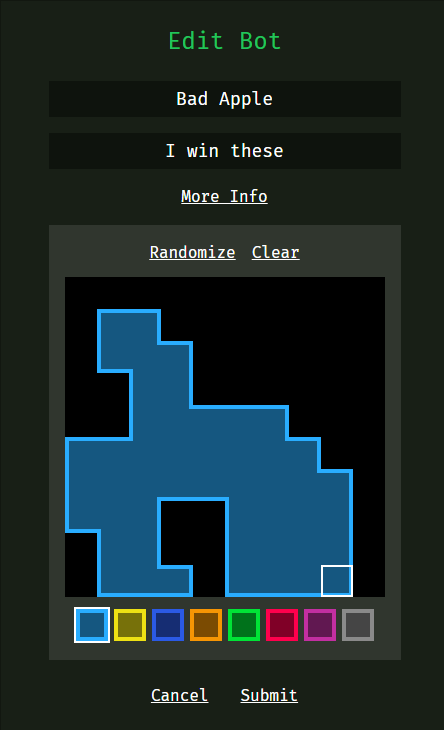 Edit Bot
Bad Apple
I win these
More Info
Randomize Clear
Cancel Submit